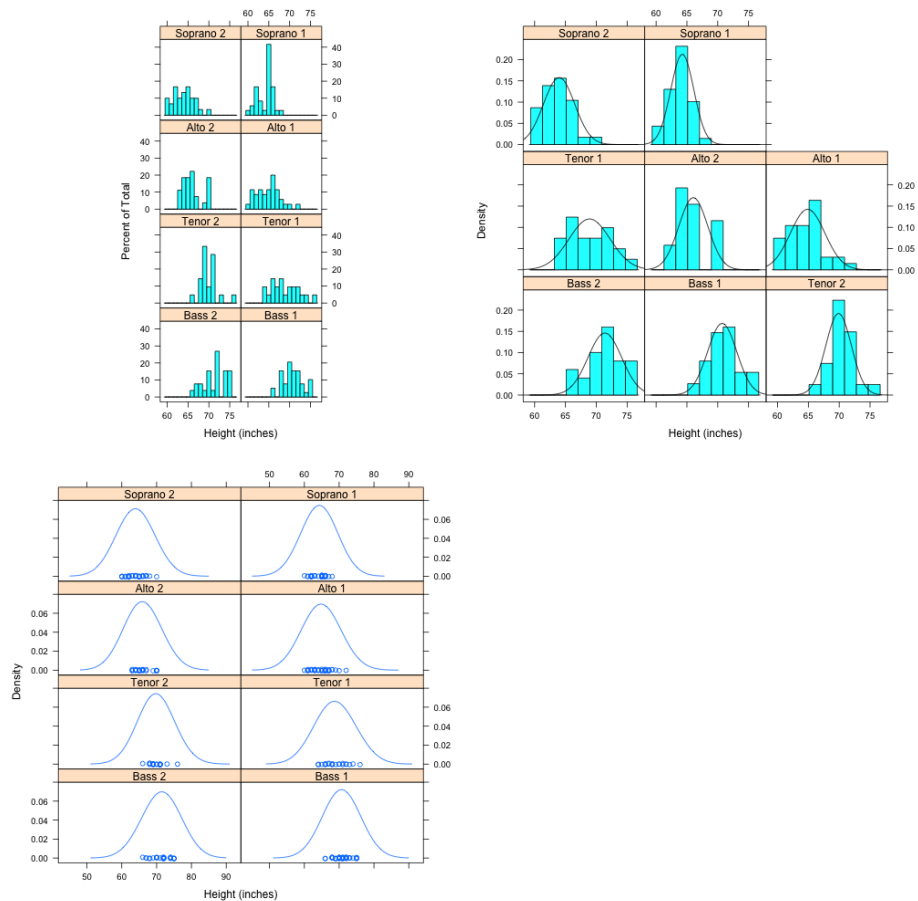 60 65 70 75
Soprano 2 Soprano 1
40
30
20
10
0
Alto 2 Alto 1
40
30
20
10
0
Percent of Total
Tenor 2 Tenor 1
40
30
20
10
0
Bass 2 Bass 1
40
30
20
10
0
60 65 70 75
Height (inches)
60 65 70 75
Soprano 2 Soprano 1
0.20
0.15
0.10
0.05
0.00
Tenor 1 Alto 2 Alto 1
0.20
0.15
0.10
0.05
0.00
Density
Bass 2 Bass 1 Tenor 2
0.20
0.15
0.10
0.05
0.00
60 65 70 75
60 65 70 75
Height (inches)
50 60 70 80 90
Soprano 2 Soprano 1
0.06
0.04
0.02
0.00
Alto 2 Alto 1
0.06
0.04
0.02
0.00
Density
Tenor 2 Tenor 1
0.06
0.04
0.02
0.00
Bass 2 Bass 1
0.06
0.04
0.02
0.00
50 60 70 80 90
Height (inches)